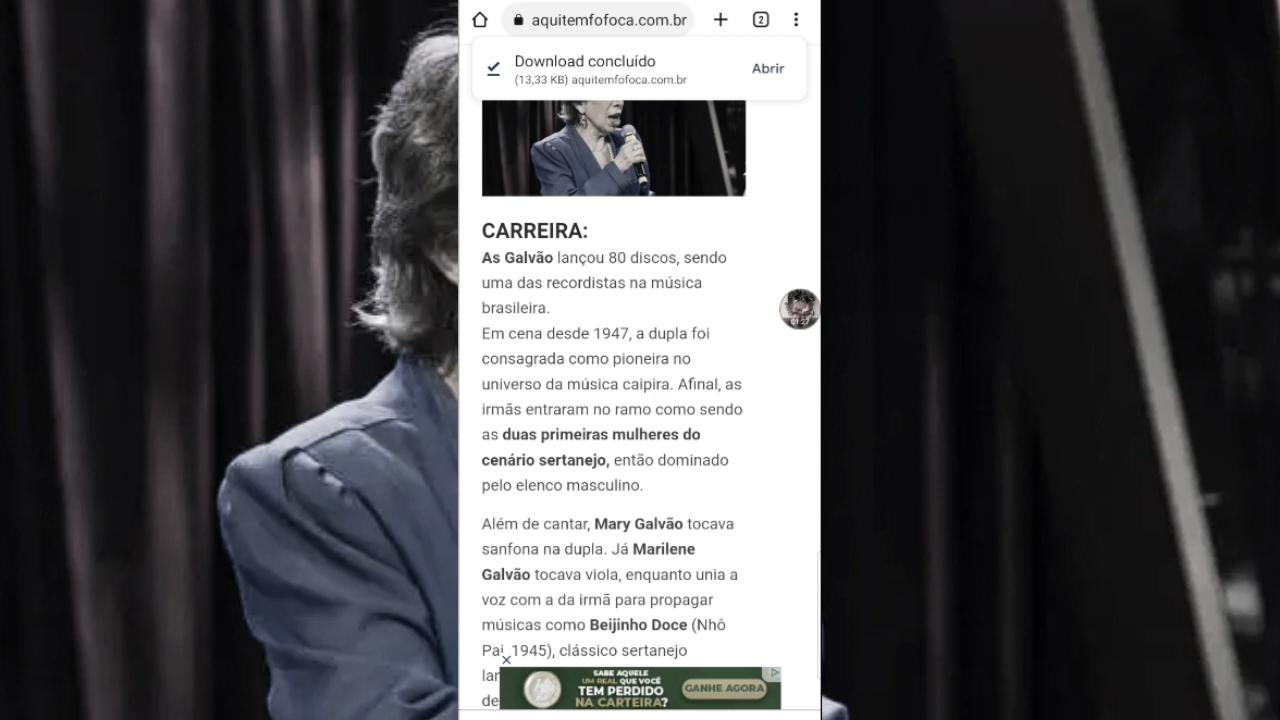 aquitemfofoca.com.br
2
Download concluído
(13,33 KB) aquitemfofoca.com.br
Abrir
CARREIRA:
As Galvão lançou 80 discos, sendo
uma das recordistas na música
brasileira.
Em cena desde 1947, a dupla foi
consagrada como pioneira no
universo da música caipira. Afinal, as
irmãs entraram no ramo como sendo
as duas primeiras mulheres do
cenário sertanejo, então dominado
pelo elenco masculino.
Além de cantar, Mary Galvão tocava
sanfona na dupla. Já Marilene
Galvão tocava viola, enquanto unia a
voz com a da irmã para propagar
músicas como Beijinho Doce (Nhô
Pai, 1945), clássico sertanejo
lan
de
SABE AQUELE
UM REAL QUE VOCÊ
TEM PERDIDO
NA CARTEIRA?
GANHE AGORA
01:27